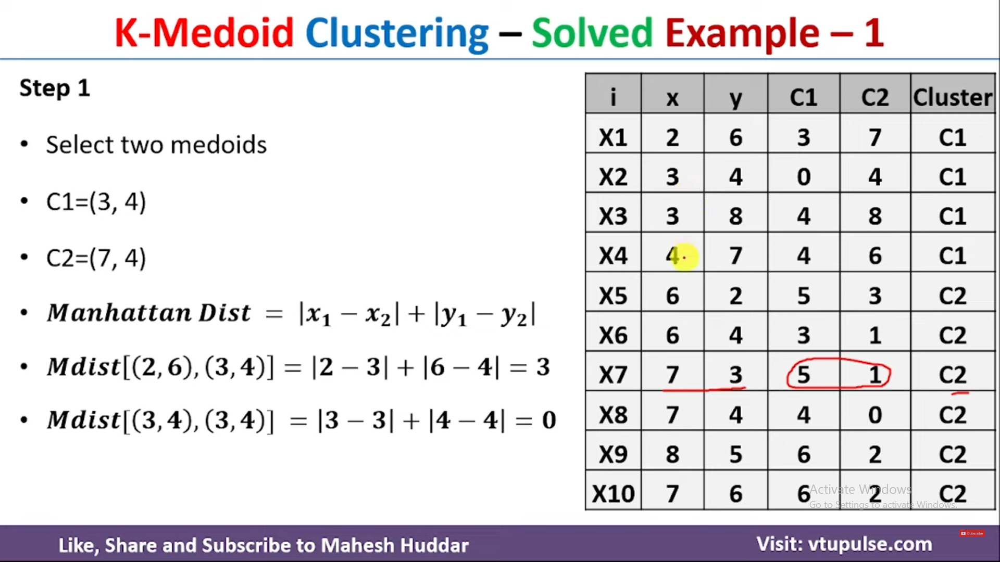 K-Medoid Clustering – Solved Example – 1
Step 1
• Select two medoids
• C1=(3, 4)
• C2=(7, 4)
• Manhattan Dist = |x₁ − x₂| + |y₁ − y₂|
• Mdist[(2, 6), (3, 4)] = |2 − 3| + |6 − 4| = 3
• Mdist[(3, 4), (3, 4)] = |3 − 3| + |4 − 4| = 0
i x y C1 C2 Cluster
X1 2 6 3 7 C1
X2 3 4 0 4 C1
X3 3 8 4 8 C1
X4 4 7 4 6 C1
X5 6 2 5 3 C2
X6 6 4 3 1 C2
X7 7 3 5 1 C2
X8 7 4 4 0 C2
X9 8 5 6 2 C2
X10 7 6 6 2 C2
Activate Windows
Go to Settings to activate Windows.
Subscribe
Like, Share and Subscribe to Mahesh Huddar
Visit: vtupulse.com